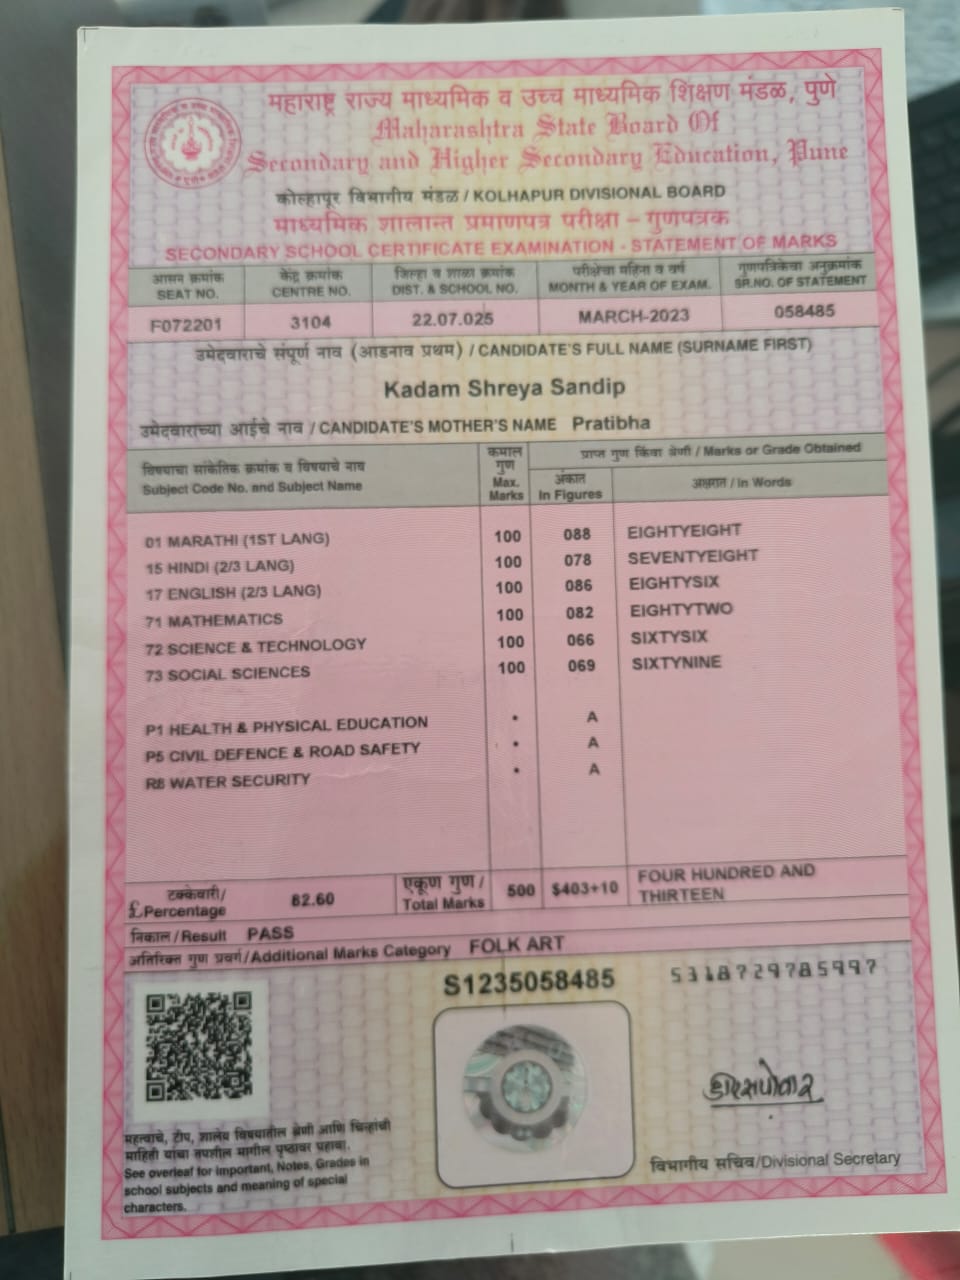 महाराष्ट्र राज्य माध्यमिक व उच्च माध्यमिक शिक्षण मंडळ, पुणे
Maharashtra State Board Of
Secondary and Higher Secondary Education, Pune
कोल्हापूर विभागीय मंडळ / KOLHAPUR DIVISIONAL BOARD
माध्यमिक शालान्त प्रमाणपत्र परीक्षा – गुणपत्रक
SECONDARY SCHOOL CERTIFICATE EXAMINATION - STATEMENT OF MARKS
आसन क्रमांक केंद्र क्रमांक जिल्हा व शाळा क्रमांक परीक्षेचा महिना व वर्ष गुणपत्रिकेचा अनुक्रमांक
SEAT NO. CENTRE NO. DIST. & SCHOOL NO. MONTH & YEAR OF EXAM. SR.NO. OF STATEMENT
F072201 3104 22.07.025 MARCH-2023 058485
उमेदवाराचे संपूर्ण नाव (आडनाव प्रथम) / CANDIDATE'S FULL NAME (SURNAME FIRST)
Kadam Shreya Sandip
उमेदवाराच्या आईचे नाव / CANDIDATE'S MOTHER'S NAME Pratibha
विषयाचा सांकेतिक क्रमांक व विषयाचे नाव
Subject Code No. and Subject Name
कमाल
गुण
Max.
Marks
प्राप्त गुण किंवा श्रेणी / Marks or Grade Obtained
अंकात
In Figures
अक्षरात / In Words
01 MARATHI (1ST LANG) 100 088 EIGHTYEIGHT
15 HINDI (2/3 LANG) 100 078 SEVENTYEIGHT
17 ENGLISH (2/3 LANG) 100 086 EIGHTYSIX
71 MATHEMATICS 100 082 EIGHTYTWO
72 SCIENCE & TECHNOLOGY 100 066 SIXTYSIX
73 SOCIAL SCIENCES 100 069 SIXTYNINE
P1 HEALTH & PHYSICAL EDUCATION • A
P5 CIVIL DEFENCE & ROAD SAFETY • A
R8 WATER SECURITY • A
टक्केवारी/
£Percentage
82.60
एकूण गुण /
Total Marks
500 $403+10
FOUR HUNDRED AND
THIRTEEN
निकाल/Result PASS
अतिरिक्त गुण प्रवर्ग/Additional Marks Category FOLK ART
S1235058485
5318729785997
महत्वाचे, टीप, शालेय विषयातील श्रेणी आणि चिन्हांची
माहिती यांचा तपशील मागील पृष्ठावर पहावा.
See overleaf for important, Notes, Grades in
school subjects and meaning of special
characters.
विभागीय सचिव/Divisional Secretary